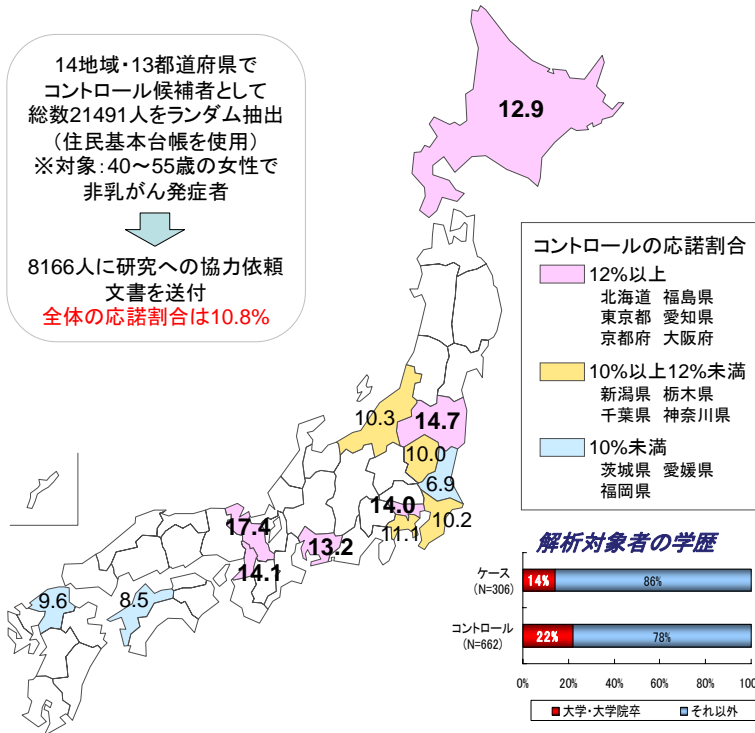 14地域・13都道府県で
コントロール候補者として
総数21491人をランダム抽出
（住民基本台帳を使用）
※対象：40～55歳の女性で
非乳がん発症者
8166人に研究への協力依頼
文書を送付
全体の応諾割合は10.8%
12.9
コントロールの応諾割合
12%以上
北海道 福島県
東京都 愛知県
京都府 大阪府
10%以上12%未満
新潟県 栃木県
千葉県 神奈川県
10%未満
茨城県 愛媛県
福岡県
10.3
14.7
10.0
6.9
14.0
10.2
11.1
17.4
13.2
14.1
9.6
8.5
解析対象者の学歴
ケース
(N=306)
14%
86%
コントロール
(N=662)
22%
78%
0% 20% 40% 60% 80% 100
大学・大学院卒 それ以外